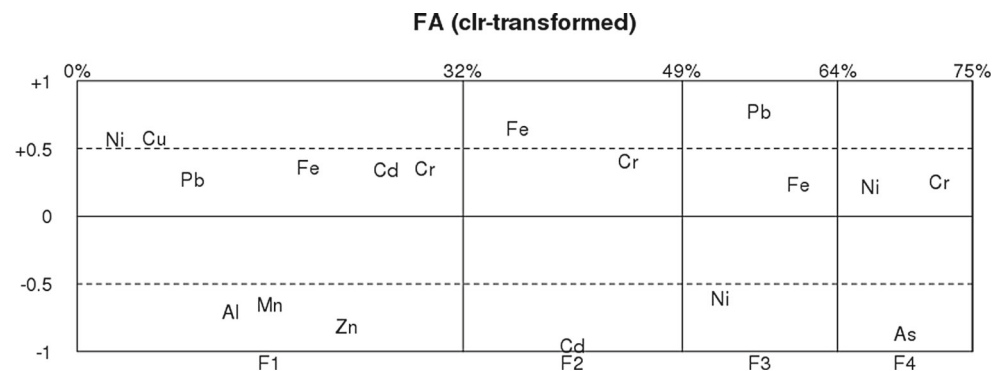 FA (clr-transformed)
0% 32% 49% 64% 75%
+1
Pb
Fe
Ni Cu
+0.5
Cr
Fe Cd Cr
Pb Fe Ni Cr
0
-0.5
Ni
Mn
Al
Zn As
Cd
-1
F1 F2 F3 F4